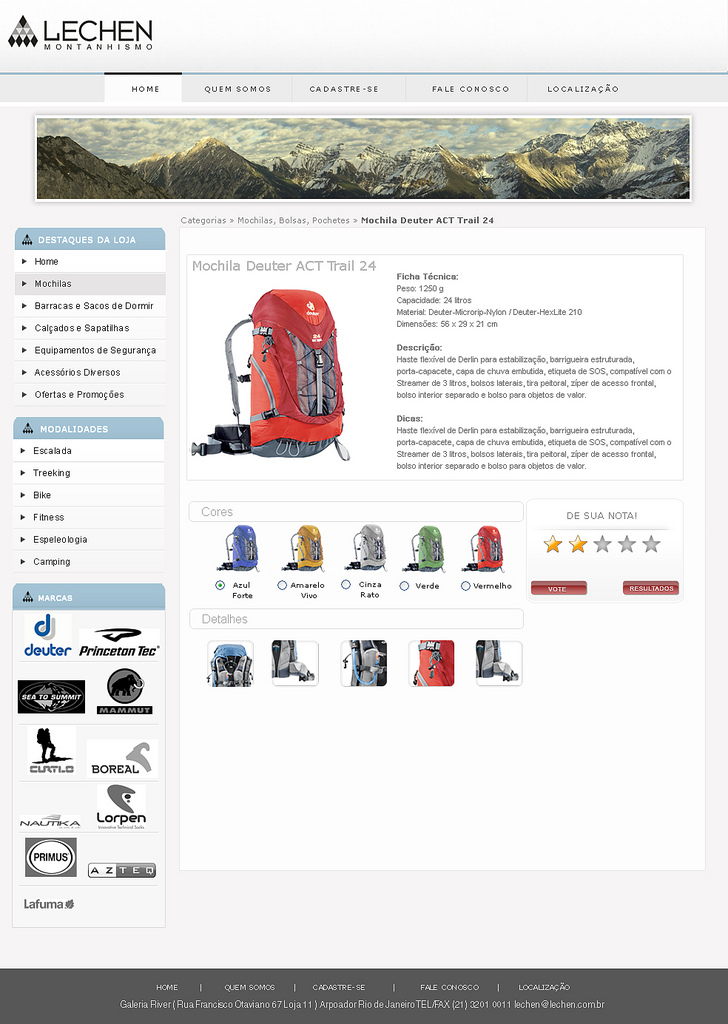 LECHEN
MONTANHISMO
HOME
QUEM SOMOS
CADASTRE-SE
FALE CONOSCO
LOCALIZAÇÃO
Categorias » Mochilas, Bolsas, Pochetes » Mochila Deuter ACT Trail 24
DESTAQUES DA LOJA
Home
Mochilas
Barracas e Sacos de Dormir
Calçados e Sapatilhas
Equipamentos de Segurança
Acessórios Diversos
Ofertas e Promoções
MODALIDADES
Escalada
Treeking
Bike
Fitness
Espeleologia
Camping
MARCAS
deuter
Princeton Tec
SEA TO SUMMIT
MAMMUT
CURTLO
BOREAL
NAUTIKA
Lorpen
Innovative Technical Socks
PRIMUS
AZTEQ
Lafuma
Mochila Deuter ACT Trail 24
deuter
24
Ficha Técnica:
Peso: 1250 g
Capacidade: 24 litros
Material: Deuter-Microrip-Nylon / Deuter-HexLite 210
Dimensões: 56 x 29 x 21 cm
Descrição:
Haste flexível de Derlin para estabilização, barrigueira estruturada,
porta-capacete, capa de chuva embutida, etiqueta de SOS, compatível com o
Streamer de 3 litros, bolsos laterais, tira peitoral, zíper de acesso frontal,
bolso interior separado e bolso para objetos de valor.
Dicas:
Haste flexível de Derlin para estabilização, barrigueira estruturada,
porta-capacete, capa de chuva embutida, etiqueta de SOS, compatível com o
Streamer de 3 litros, bolsos laterais, tira peitoral, zíper de acesso frontal,
bolso interior separado e bolso para objetos de valor.
Cores
Azul Forte
Amarelo Vivo
Cinza Rato
Verde
Vermelho
DE SUA NOTA!
VOTE
RESULTADOS
Detalhes
HOME | QUEM SOMOS | CADASTRE-SE | FALE CONOSCO | LOCALIZAÇÃO
Galeria River ( Rua Francisco Otaviano 67 Loja 11 ) Arpoador Rio de Janeiro TEL/FAX (21) 3201 0011 lechen@lechen.com.br